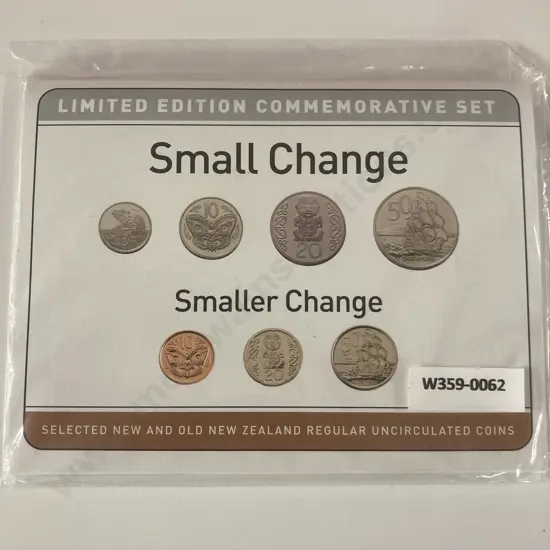 LIMITED EDITION COMMEMORATIVE SET
Small Change
10
20
50
Smaller Change
10
20
50
W359-0062
SELECTED NEW AND OLD NEW ZEALAND REGULAR UNCIRCULATED COINS